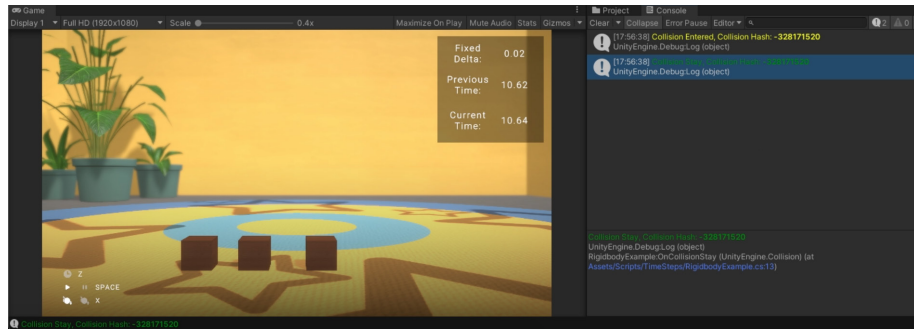 Game
Display 1 Full HD (1920x1080) Scale 0.4x Maximize On Play Mute Audio Stats Gizmos
Fixed Delta: 0.02
Previous Time: 10.62
Current Time: 10.64
Z
SPACE
X
Project Console
Clear Collapse Error Pause Editor 2 0
[17:56:38] Collision Entered, Collision Hash: -328171520
UnityEngine.Debug:Log (object)
[17:56:38] Collision Stay, Collision Hash: -328171520
UnityEngine.Debug:Log (object)
Collision Stay, Collision Hash: -328171520
UnityEngine.Debug:Log (object)
RigidbodyExample:OnCollisionStay (UnityEngine.Collision) (at
Assets/Scripts/TimeSteps/RigidbodyExample.cs:13)
Collision Stay, Collision Hash: -328171520